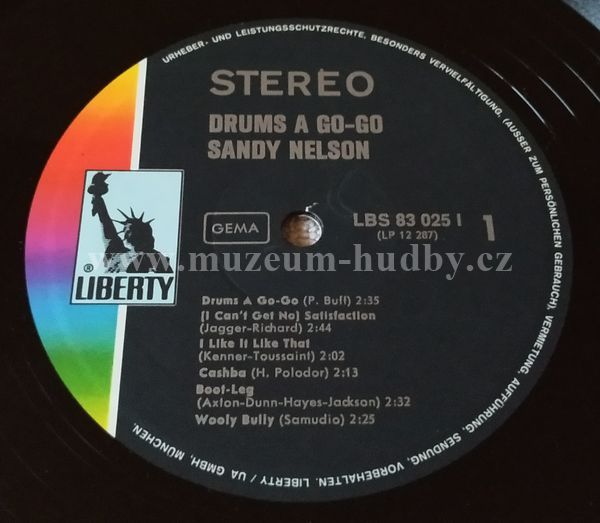 URHEBER- UND LEISTUNGSSCHUTZRECHTE, BESONDERS VERVIELFÄLTIGUNG, (AUSSER ZUM PERSÖNLICHEN GEBRAUCH), VERMIETUNG, AUFFÜHRUNG, SENDUNG, VORBEHALTEN. LIBERTY / UA GMBH, MÜNCHEN.
STEREO
DRUMS A GO-GO
SANDY NELSON
GEMA
LBS 83 025 I
(LP 12 287)
1
® LIBERTY
www.muzeum-hudby.cz
Drums A Go-Go (P. Buff) 2:35
(I Can't Get No) Satisfaction
(Jagger-Richard) 2:44
I Like It Like That
(Kenner-Toussaint) 2:02
Cashba (H. Polodor) 2:13
Boot-Leg
(Axton-Dunn-Hayes-Jackson) 2:32
Wooly Bully (Samudio) 2:25